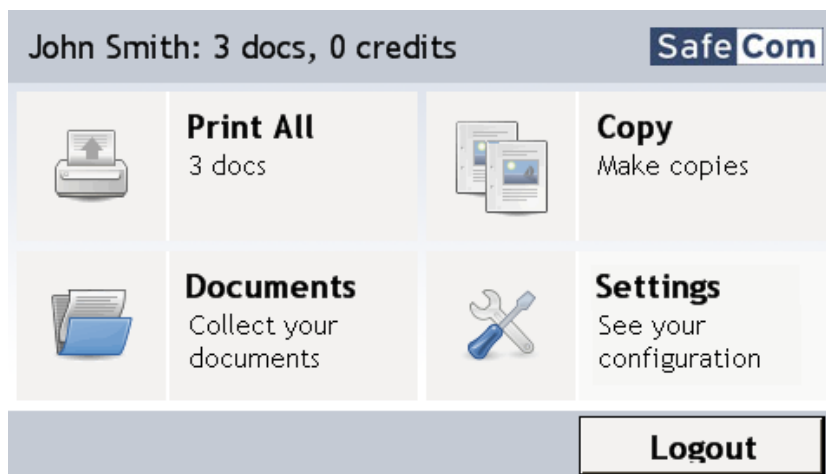 John Smith: 3 docs, 0 credits
SafeCom
Print All
3 docs
Copy
Make copies
Documents
Collect your
documents
Settings
See your
configuration
Logout